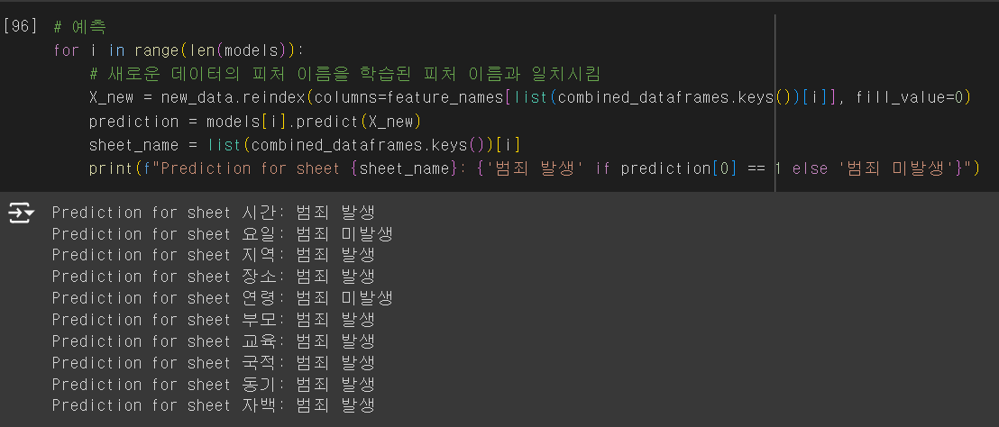 [96] # 예측
for i in range(len(models)):
    # 새로운 데이터의 피처 이름을 학습된 피처 이름과 일치시킴
    X_new = new_data.reindex(columns=feature_names[list(combined_dataframes.keys())[i]], fill_value=0)
    prediction = models[i].predict(X_new)
    sheet_name = list(combined_dataframes.keys())[i]
    print(f"Prediction for sheet {sheet_name}: {'범죄 발생' if prediction[0] == 1 else '범죄 미발생'}")
Prediction for sheet 시간: 범죄 발생
Prediction for sheet 요일: 범죄 미발생
Prediction for sheet 지역: 범죄 발생
Prediction for sheet 장소: 범죄 발생
Prediction for sheet 연령: 범죄 미발생
Prediction for sheet 부모: 범죄 발생
Prediction for sheet 교육: 범죄 발생
Prediction for sheet 국적: 범죄 발생
Prediction for sheet 동기: 범죄 발생
Prediction for sheet 자백: 범죄 발생